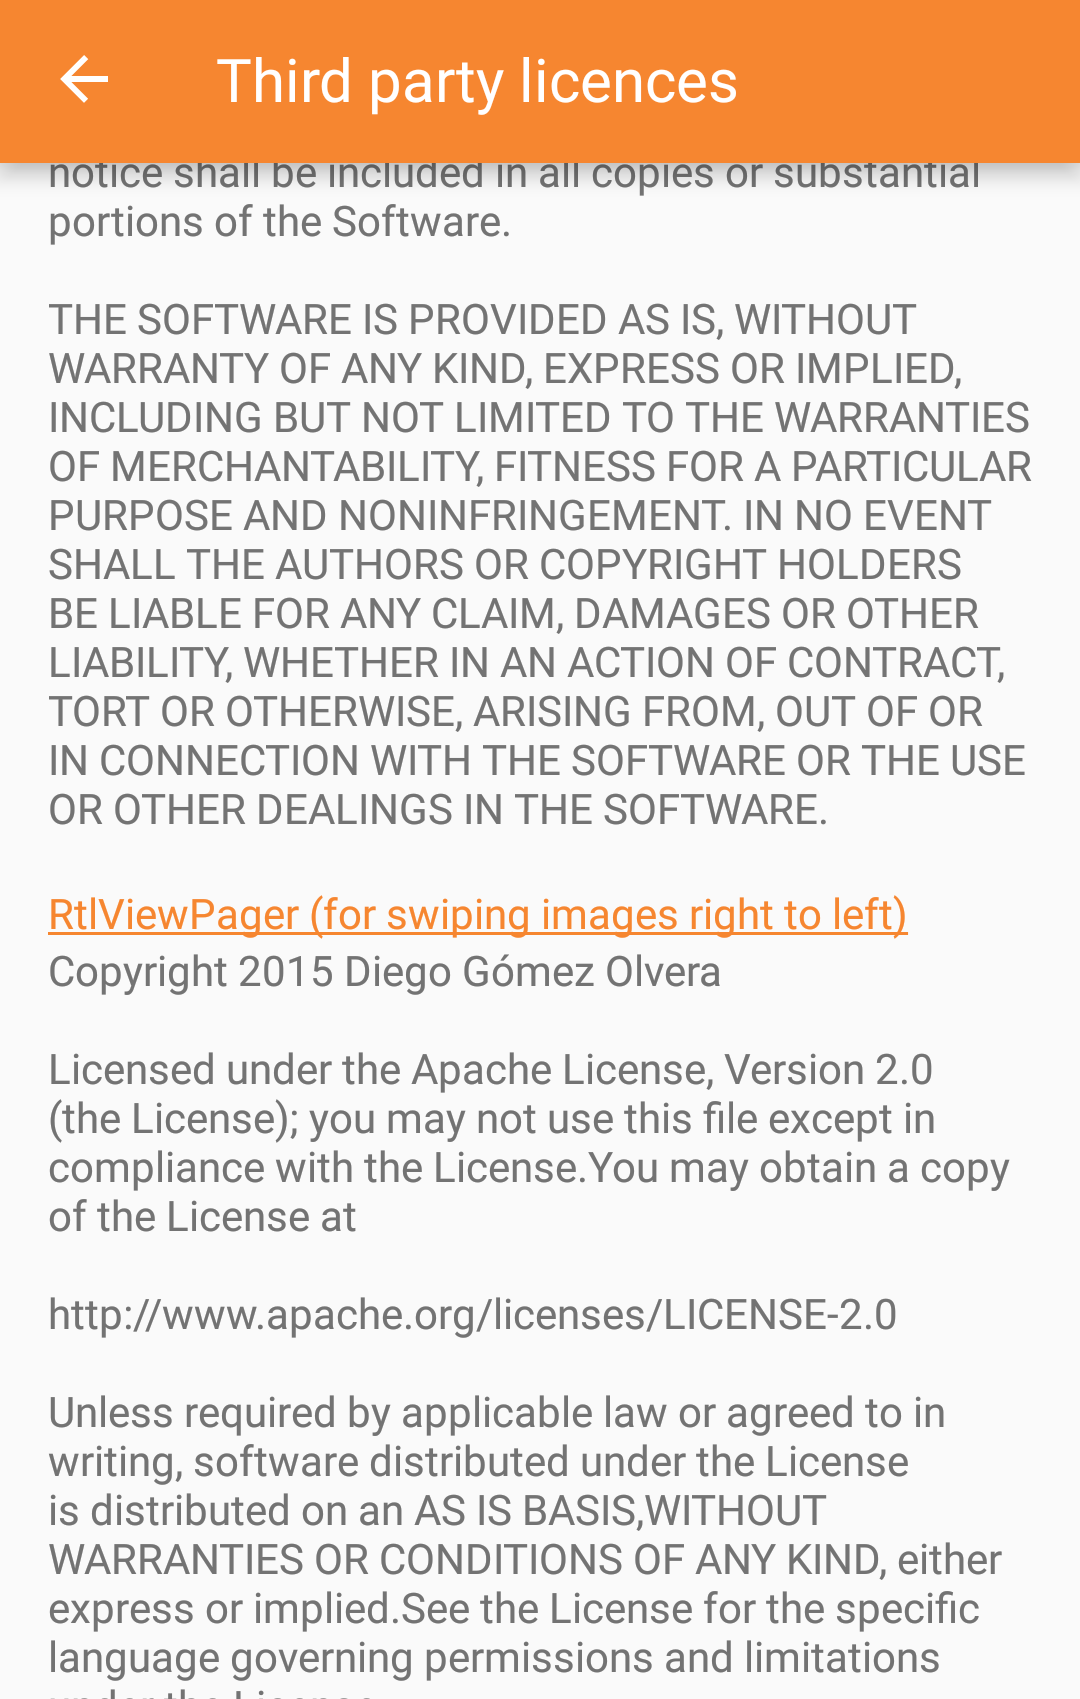 Third party licences
notice shall be included in all copies or substantial
portions of the Software.
THE SOFTWARE IS PROVIDED AS IS, WITHOUT
WARRANTY OF ANY KIND, EXPRESS OR IMPLIED,
INCLUDING BUT NOT LIMITED TO THE WARRANTIES
OF MERCHANTABILITY, FITNESS FOR A PARTICULAR
PURPOSE AND NONINFRINGEMENT. IN NO EVENT
SHALL THE AUTHORS OR COPYRIGHT HOLDERS
BE LIABLE FOR ANY CLAIM, DAMAGES OR OTHER
LIABILITY, WHETHER IN AN ACTION OF CONTRACT,
TORT OR OTHERWISE, ARISING FROM, OUT OF OR
IN CONNECTION WITH THE SOFTWARE OR THE USE
OR OTHER DEALINGS IN THE SOFTWARE.
RtlViewPager (for swiping images right to left)
Copyright 2015 Diego Gómez Olvera
Licensed under the Apache License, Version 2.0
(the License); you may not use this file except in
compliance with the License.You may obtain a copy
of the License at
http://www.apache.org/licenses/LICENSE-2.0
Unless required by applicable law or agreed to in
writing, software distributed under the License
is distributed on an AS IS BASIS,WITHOUT
WARRANTIES OR CONDITIONS OF ANY KIND, either
express or implied.See the License for the specific
language governing permissions and limitations